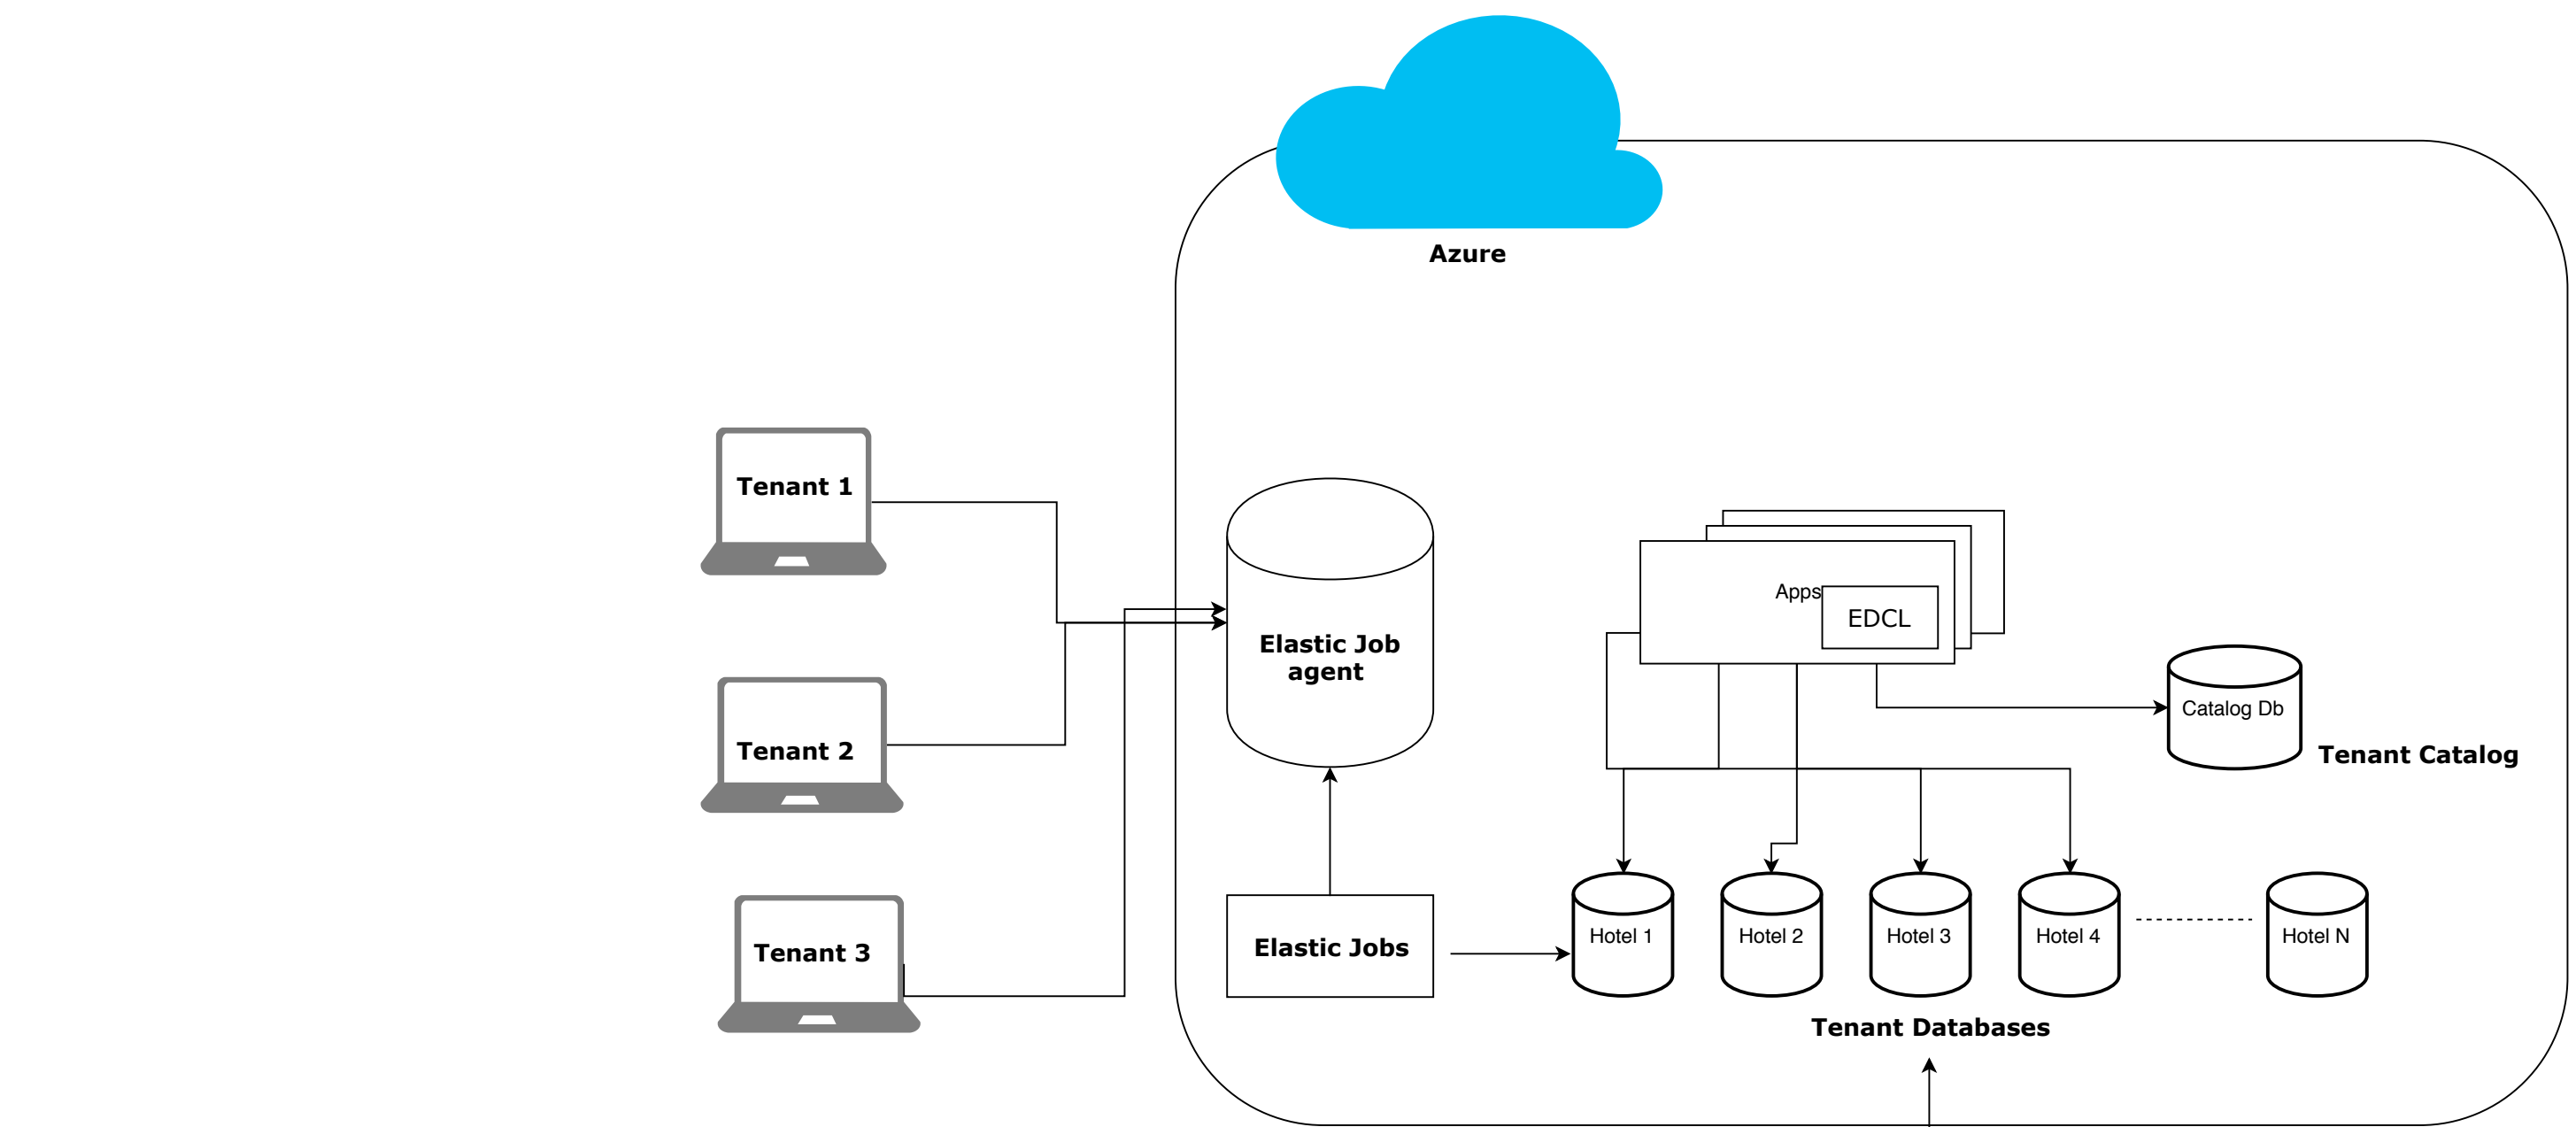 Azure
Tenant 1
Tenant 2
Tenant 3
Elastic Job
agent
Elastic Jobs
Apps
EDCL
Catalog Db
Tenant Catalog
Hotel 1
Hotel 2
Hotel 3
Hotel 4
Hotel N
Tenant Databases